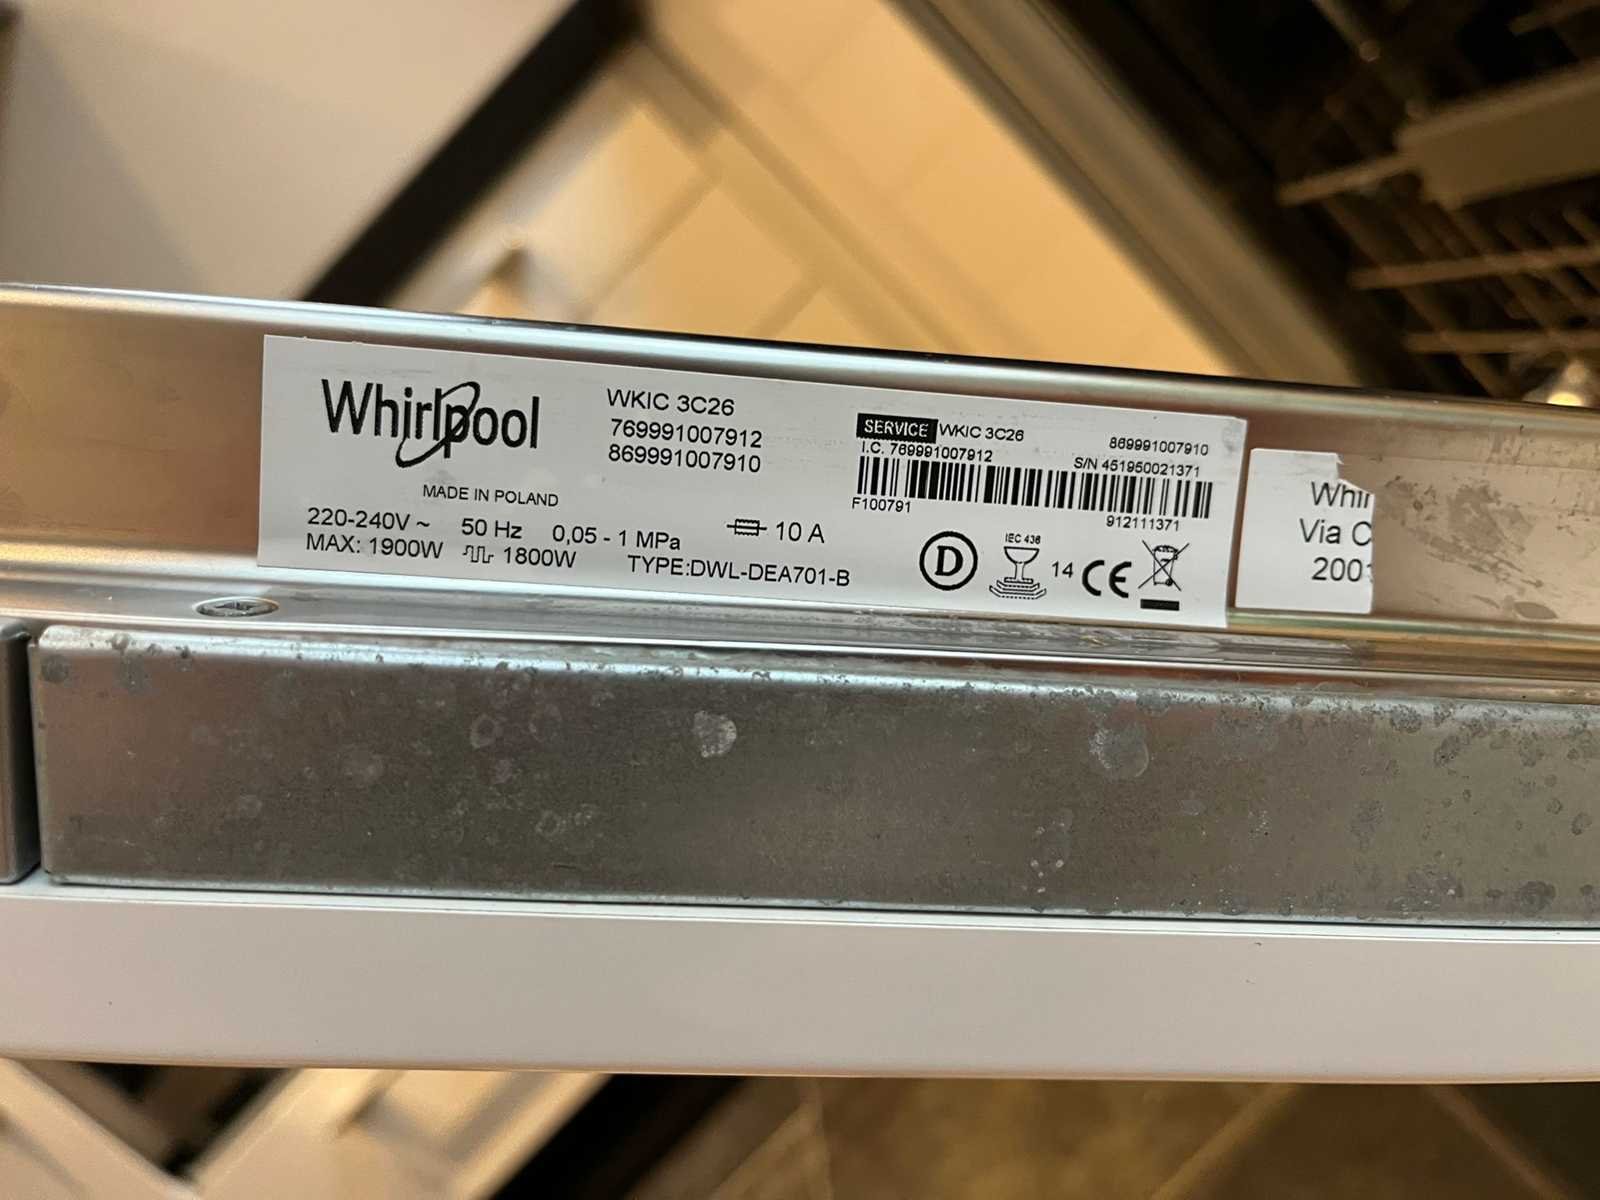 Whirlpool
WKIC 3C26
769991007912
869991007910
MADE IN POLAND
220-240V ~ 50 Hz 0,05 - 1 MPa 10 A
MAX: 1900W 1800W TYPE:DWL-DEA701-B
SERVICE WKIC 3C26 869991007910
I.C. 769991007912 S/N 451950021371
F100791 912111371
D
IEC 436
14 CE
Whir
Via C
200